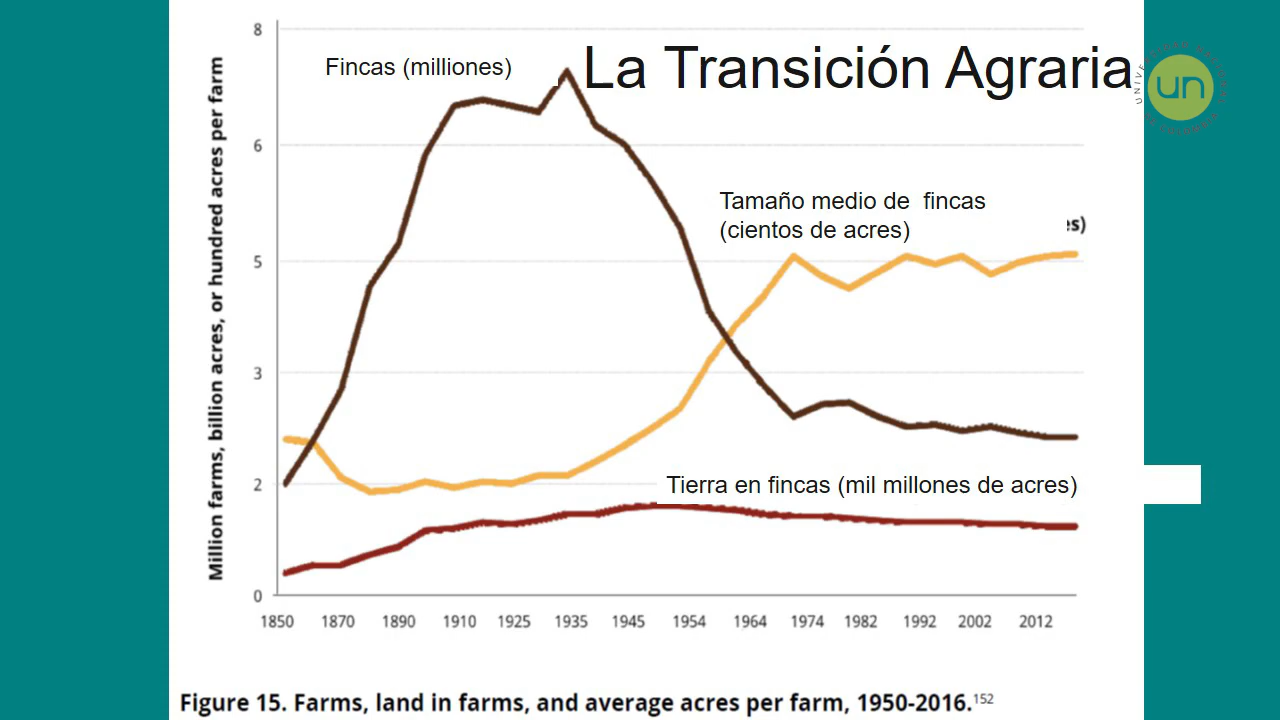 La Transición Agraria
Fincas (milliones)
Tamaño medio de fincas
(cientos de acres)
es)
Tierra en fincas (mil millones de acres)
Million farms, billion acres, or hundred acres per farm
8
6
5
3
2
0
1850 1870 1890 1910 1925 1935 1945 1954 1964 1974 1982 1992 2002 2012
Figure 15. Farms, land in farms, and average acres per farm, 1950-2016.152
un